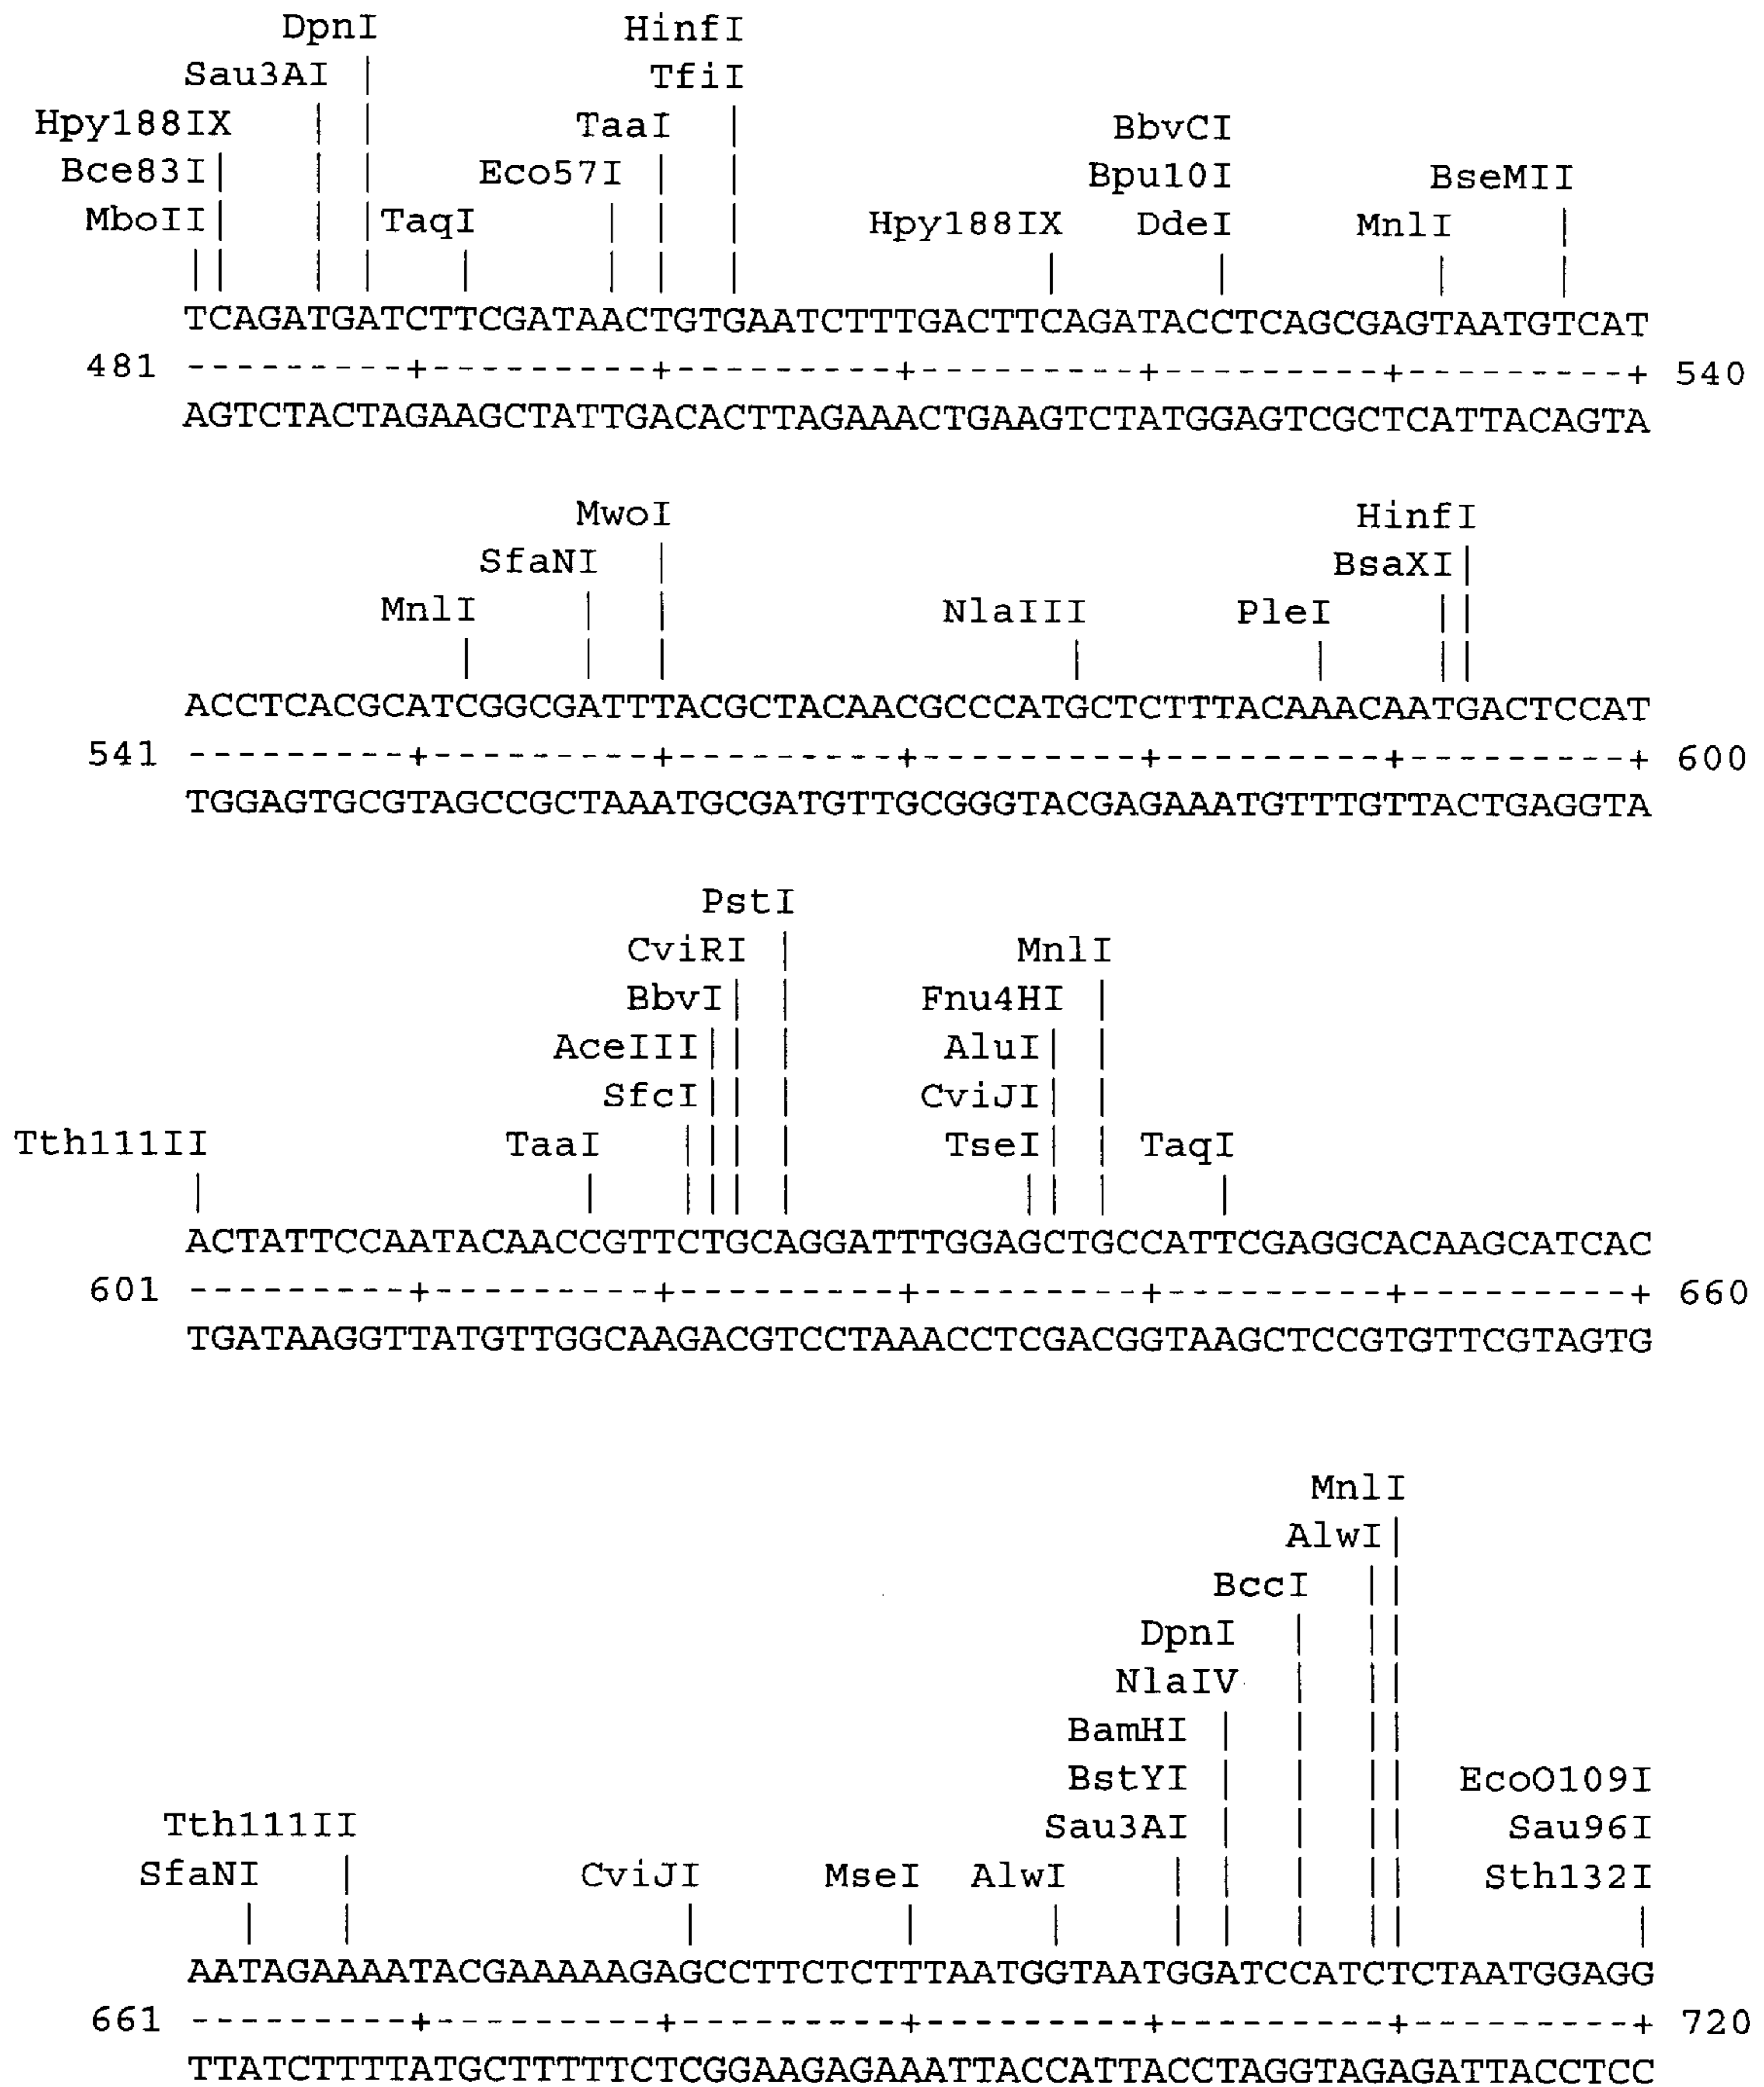 DpnI HinfI
Sau3AI TfiI
Hpy188IX TaaI BbvCI
Bce83I Eco57I Bpu10I BseMII
MboII TaqI Hpy188IX DdeI MnlI
TCAGATGATCTTCGATAACTGTGAATCTTTGACTTCAGATACCTCAGCGAGTAATGTCAT
481 ---------+---------+---------+---------+---------+---------+ 540
AGTCTACTAGAAGCTATTGACACTTAGAAACTGAAGTCTATGGAGTCGCTCATTACAGTA
MwoI HinfI
SfaNI BsaXI
MnlI NlaIII PleI
ACCTCACGCATCGGCGATTTACGCTACAACGCCCATGCTCTTTACAAACAATGACTCCAT
541 ---------+---------+---------+---------+---------+---------+ 600
TGGAGTGCGTAGCCGCTAAATGCGATGTTGCGGGTACGAGAAATGTTTGTTACTGAGGTA
PstI
CviRI MnlI
BbvI Fnu4HI
AceIII AluI
SfcI CviJI
Tth111II TaaI TseI TaqI
ACTATTCCAATACAACCGTTCTGCAGGATTTGGAGCTGCCATTCGAGGCACAAGCATCAC
601 ---------+---------+---------+---------+---------+---------+ 660
TGATAAGGTTATGTTGGCAAGACGTCCTAAACCTCGACGGTAAGCTCCGTGTTCGTAGTG
MnlI
AlwI
BccI
DpnI
NlaIV
BamHI
BstYI EcoO109I
Tth111II Sau3AI Sau96I
SfaNI CviJI MseI AlwI Sth132I
AATAGAAAATACGAAAAAGAGCCTTCTCTTTAATGGTAATGGATCCATCTCTAATGGAGG
661 ---------+---------+---------+---------+---------+---------+ 720
TTATCTTTTATGCTTTTTCTCGGAAGAGAAATTACCATTACCTAGGTAGAGATTACCTCC